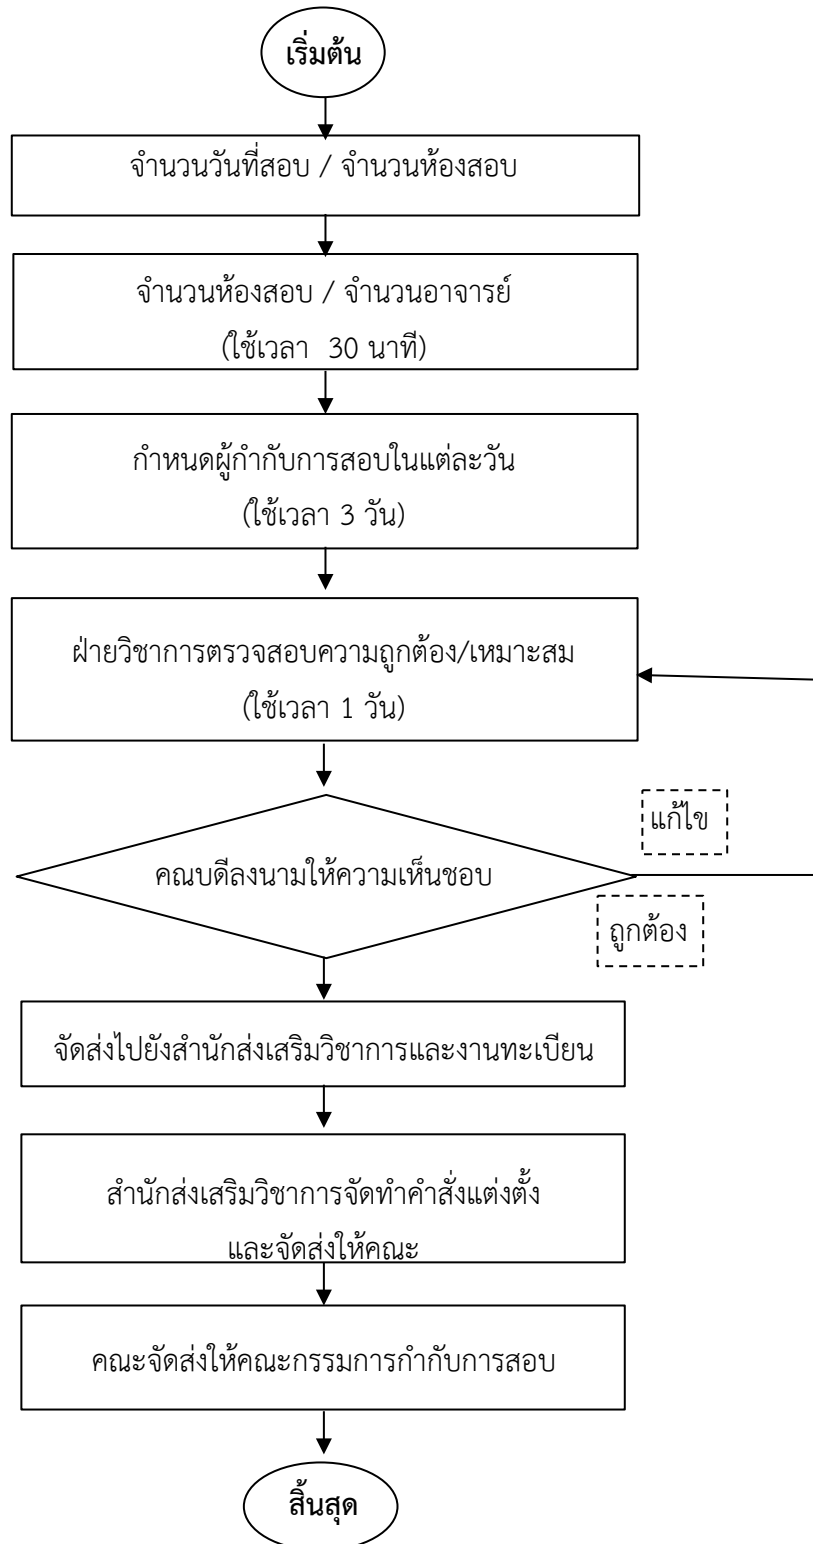 เริ่มต้น
จำนวนวันที่สอบ / จำนวนห้องสอบ
จำนวนห้องสอบ / จำนวนอาจารย์
(ใช้เวลา  30 นาที)
กำหนดผู้กำกับการสอบในแต่ละวัน
(ใช้เวลา 3 วัน)
ฝ่ายวิชาการตรวจสอบความถูกต้อง/เหมาะสม
(ใช้เวลา 1 วัน)
แก้ไข
คณบดีลงนามให้ความเห็นชอบ
ถูกต้อง
จัดส่งไปยังสำนักส่งเสริมวิชาการและงานทะเบียน
สำนักส่งเสริมวิชาการจัดทำคำสั่งแต่งตั้ง
และจัดส่งให้คณะ
คณะจัดส่งให้คณะกรรมการกำกับการสอบ
สิ้นสุด